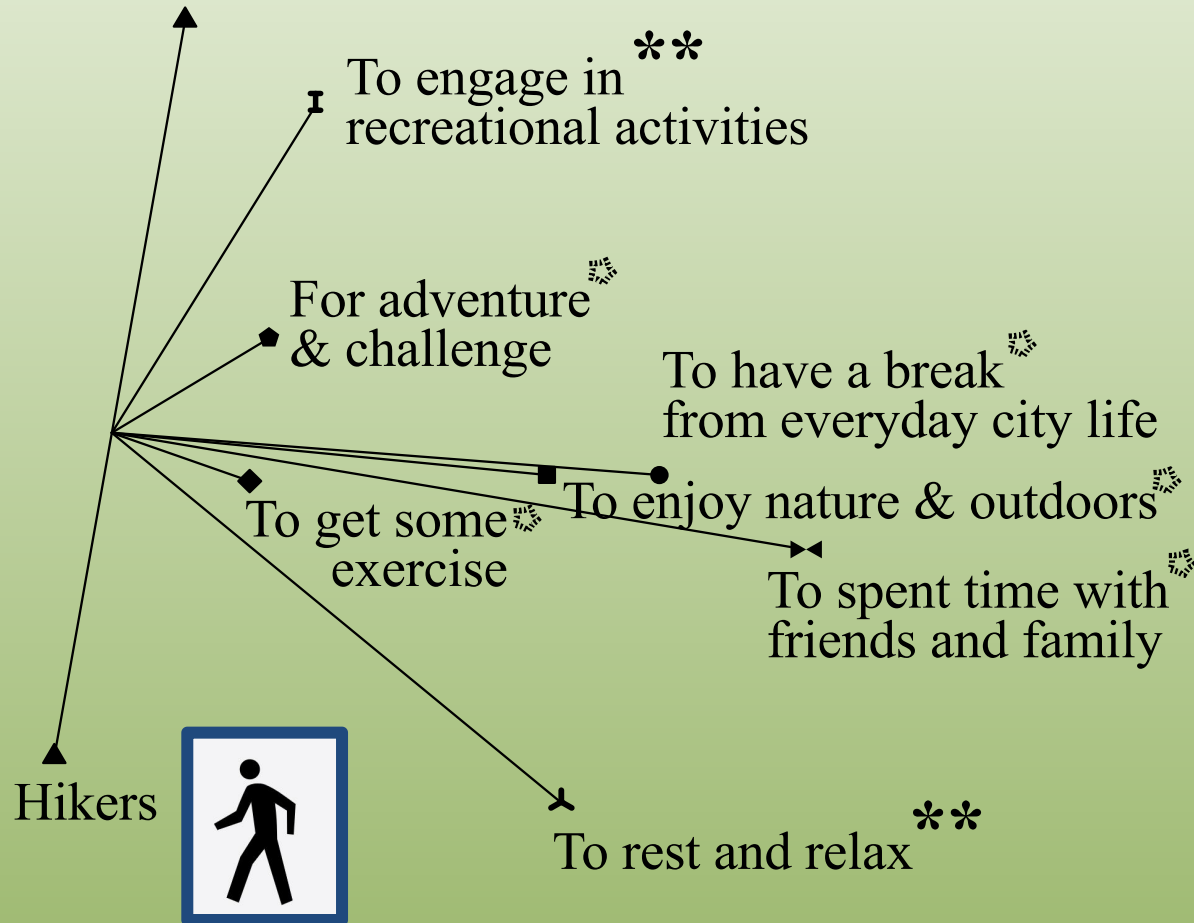 To engage in **
recreational activities
For adventure
& challenge
To have a break
from everyday city life
To enjoy nature & outdoors
To get some
exercise
To spent time with
friends and family
Hikers
To rest and relax **